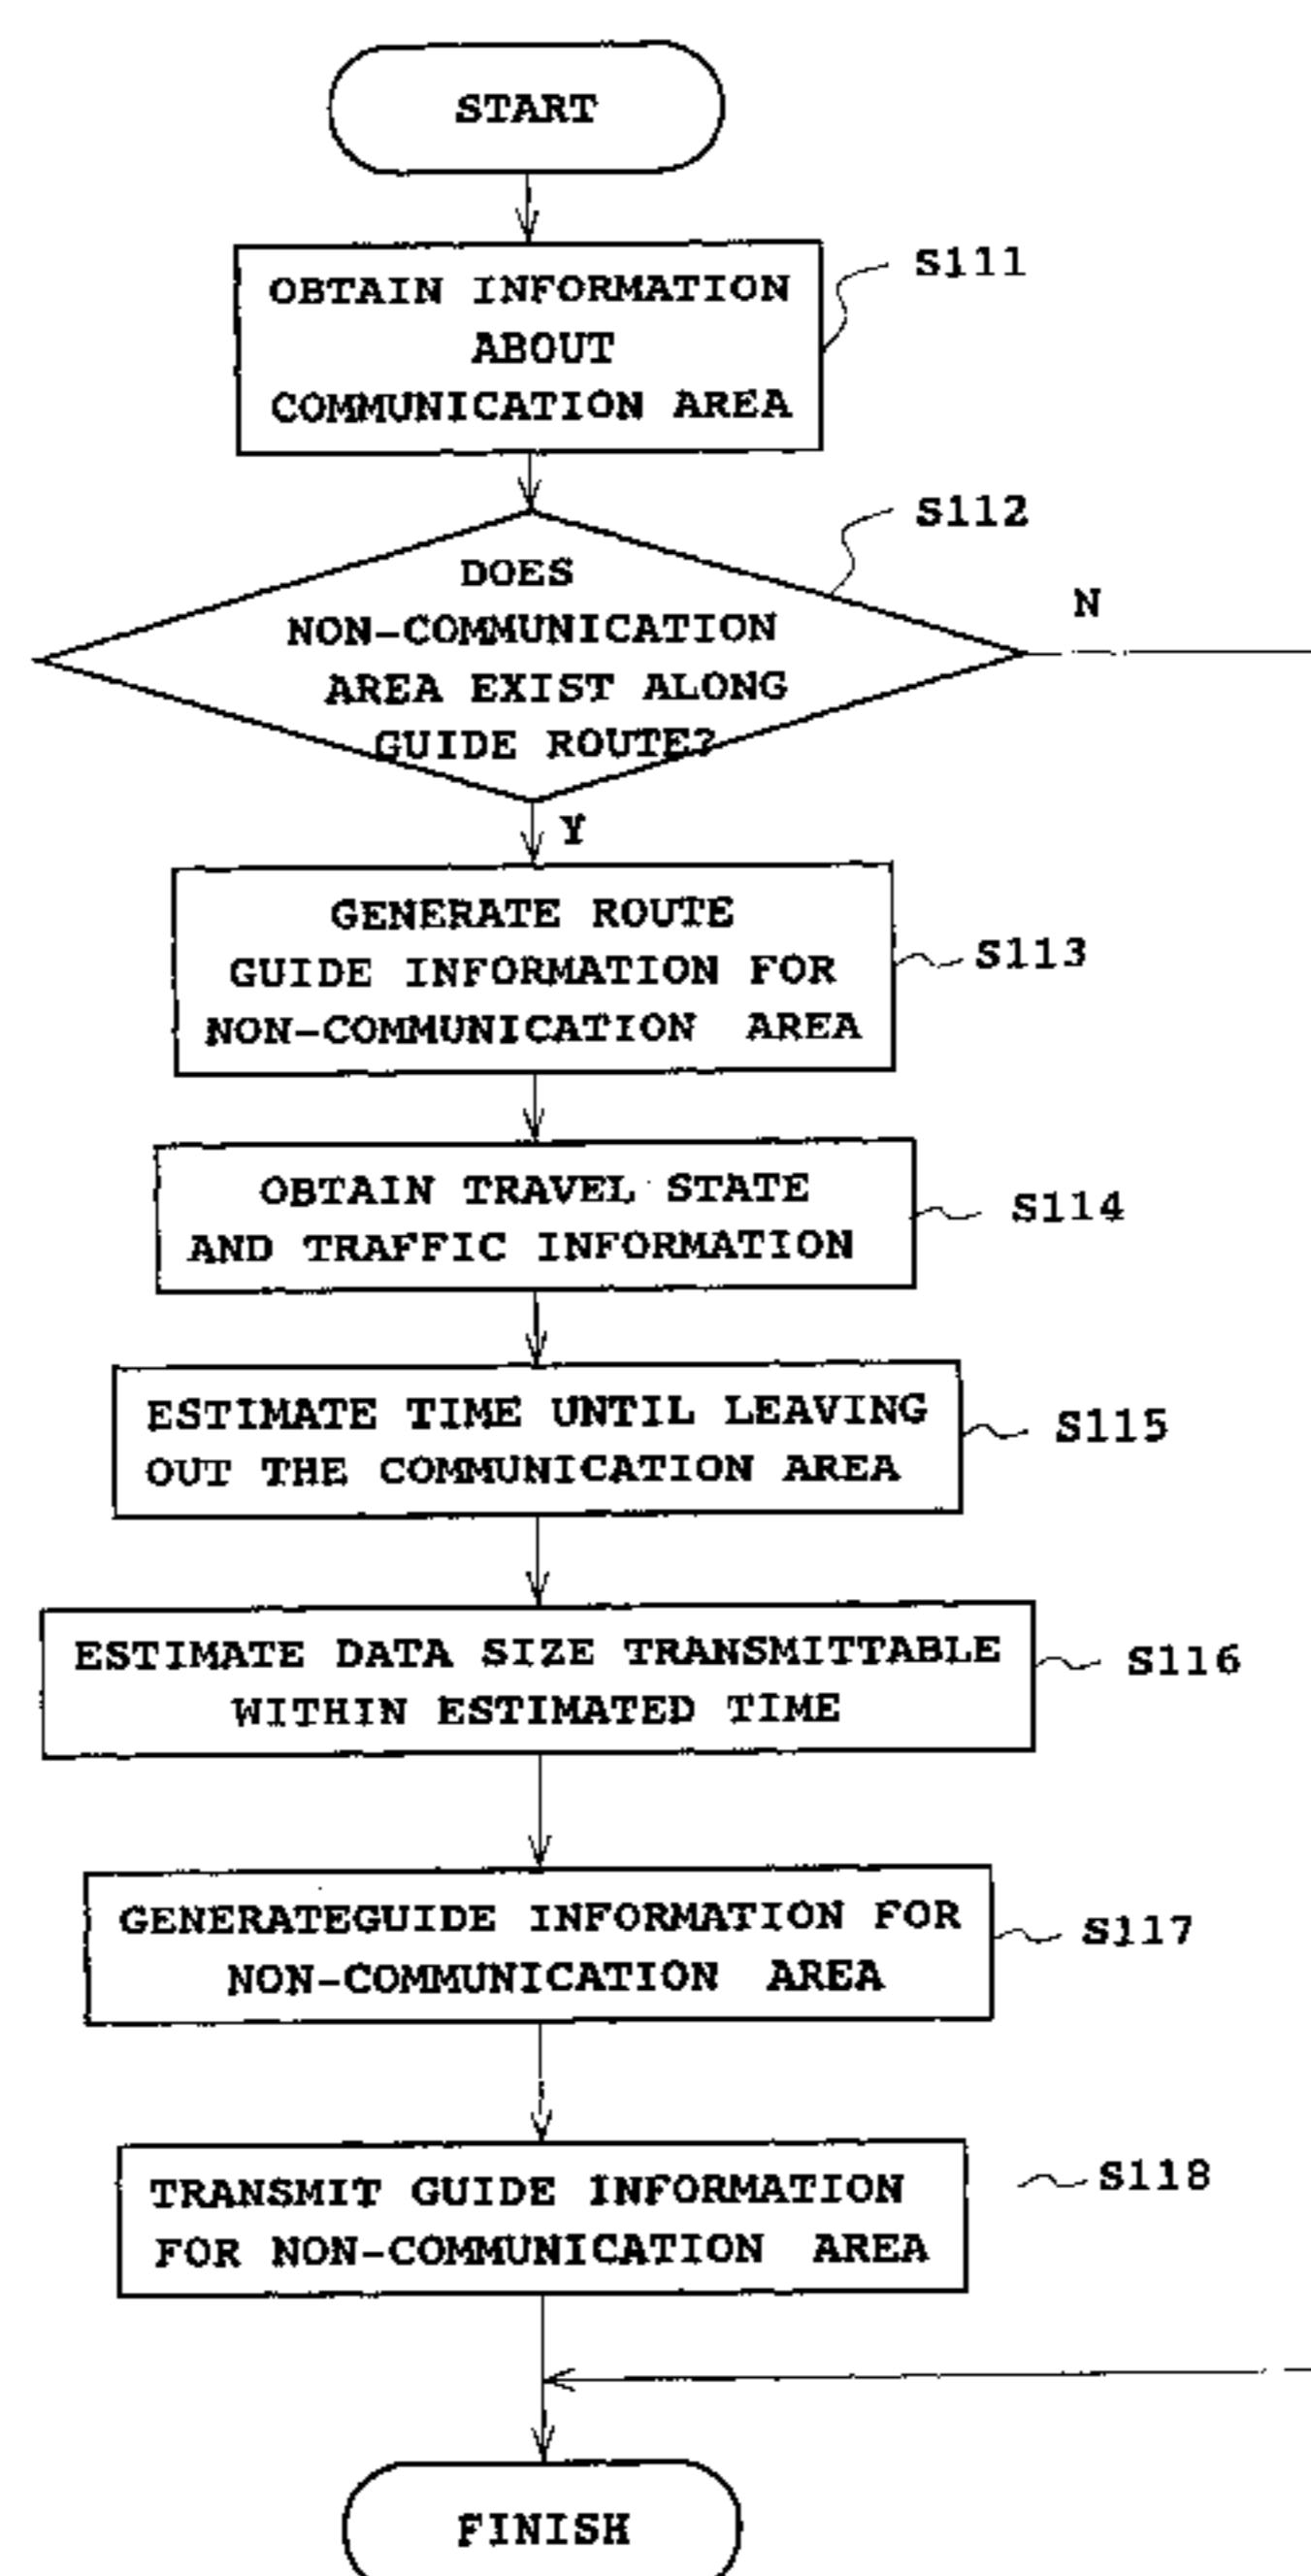 START
OBTAIN INFORMATION
ABOUT
COMMUNICATION AREA
S111
DOES
NON-COMMUNICATION
AREA EXIST ALONG
GUIDE ROUTE?
S112
N
Y
GENERATE ROUTE
GUIDE INFORMATION FOR
NON-COMMUNICATION AREA
S113
OBTAIN TRAVEL STATE
AND TRAFFIC INFORMATION
S114
ESTIMATE TIME UNTIL LEAVING
OUT THE COMMUNICATION AREA
S115
ESTIMATE DATA SIZE TRANSMITTABLE
WITHIN ESTIMATED TIME
S116
GENERATEGUIDE INFORMATION FOR
NON-COMMUNICATION AREA
S117
TRANSMIT GUIDE INFORMATION
FOR NON-COMMUNICATION AREA
S118
FINISH